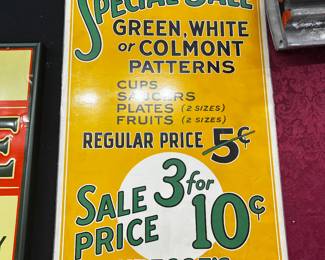 SPECIAL SALE
GREEN, WHITE
or COLMONT
PATTERNS
CUPS
SAUCERS
PLATES (2 SIZES)
FRUITS (2 SIZES)
REGULAR PRICE 5¢
SALE PRICE 3 for 10¢